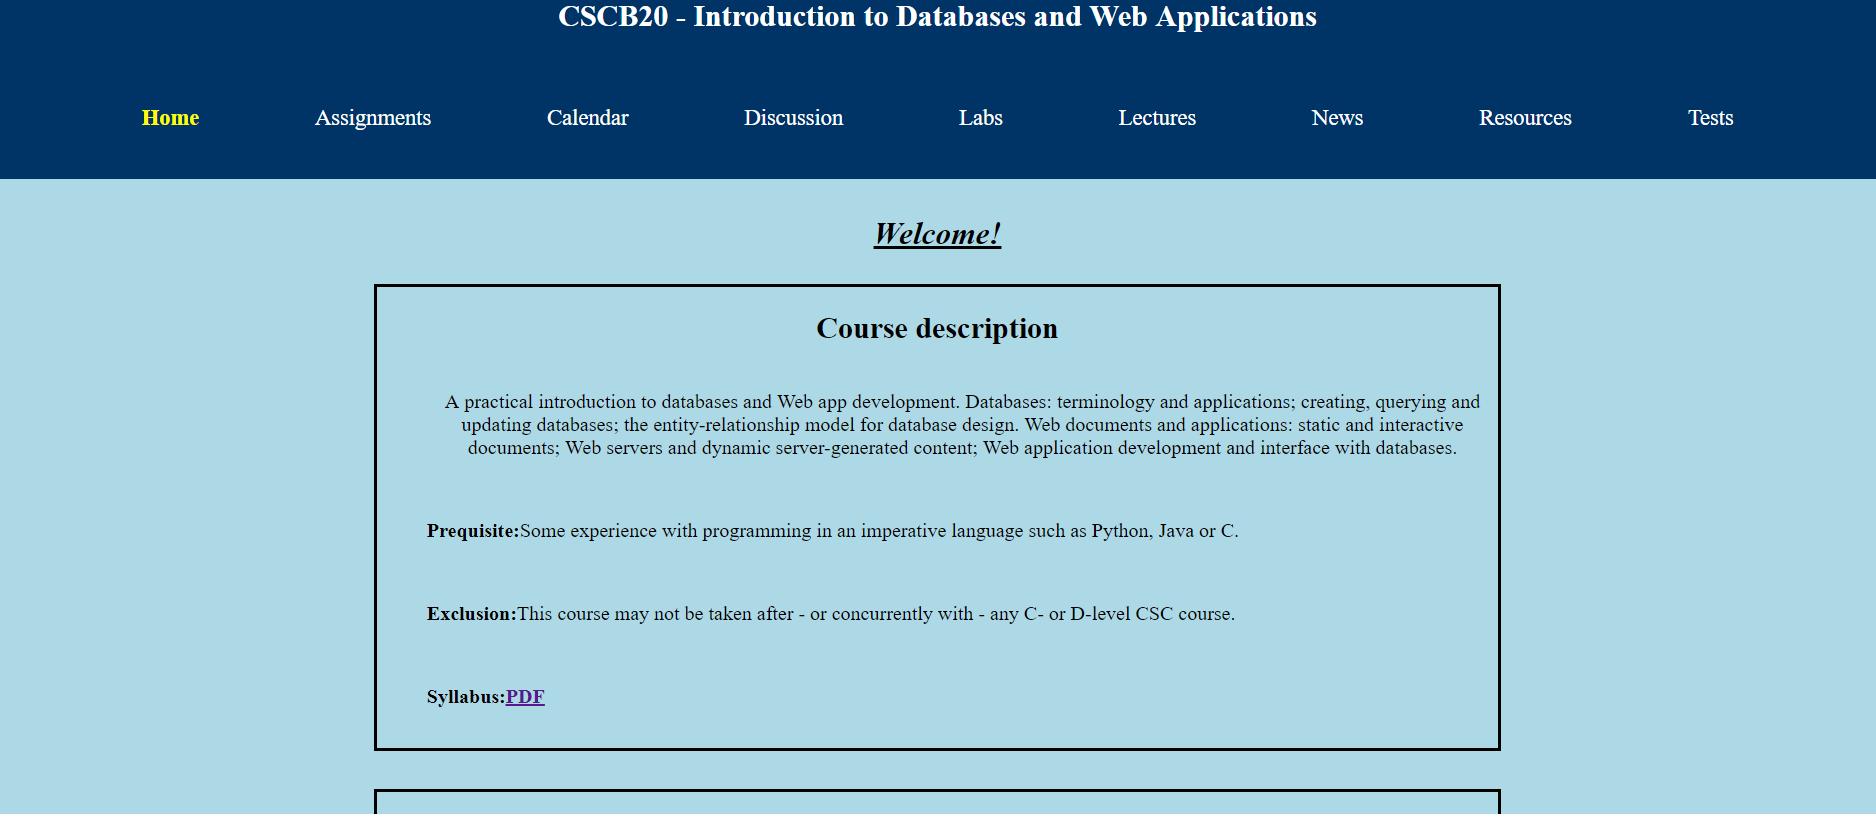 CSCB20 - Introduction to Databases and Web Applications
Home Assignments Calendar Discussion Labs Lectures News Resources Tests
Welcome!
Course description
A practical introduction to databases and Web app development. Databases: terminology and applications; creating, querying and
updating databases; the entity-relationship model for database design. Web documents and applications: static and interactive
documents; Web servers and dynamic server-generated content; Web application development and interface with databases.
Prequisite:Some experience with programming in an imperative language such as Python, Java or C.
Exclusion:This course may not be taken after - or concurrently with - any C- or D-level CSC course.
Syllabus:PDF